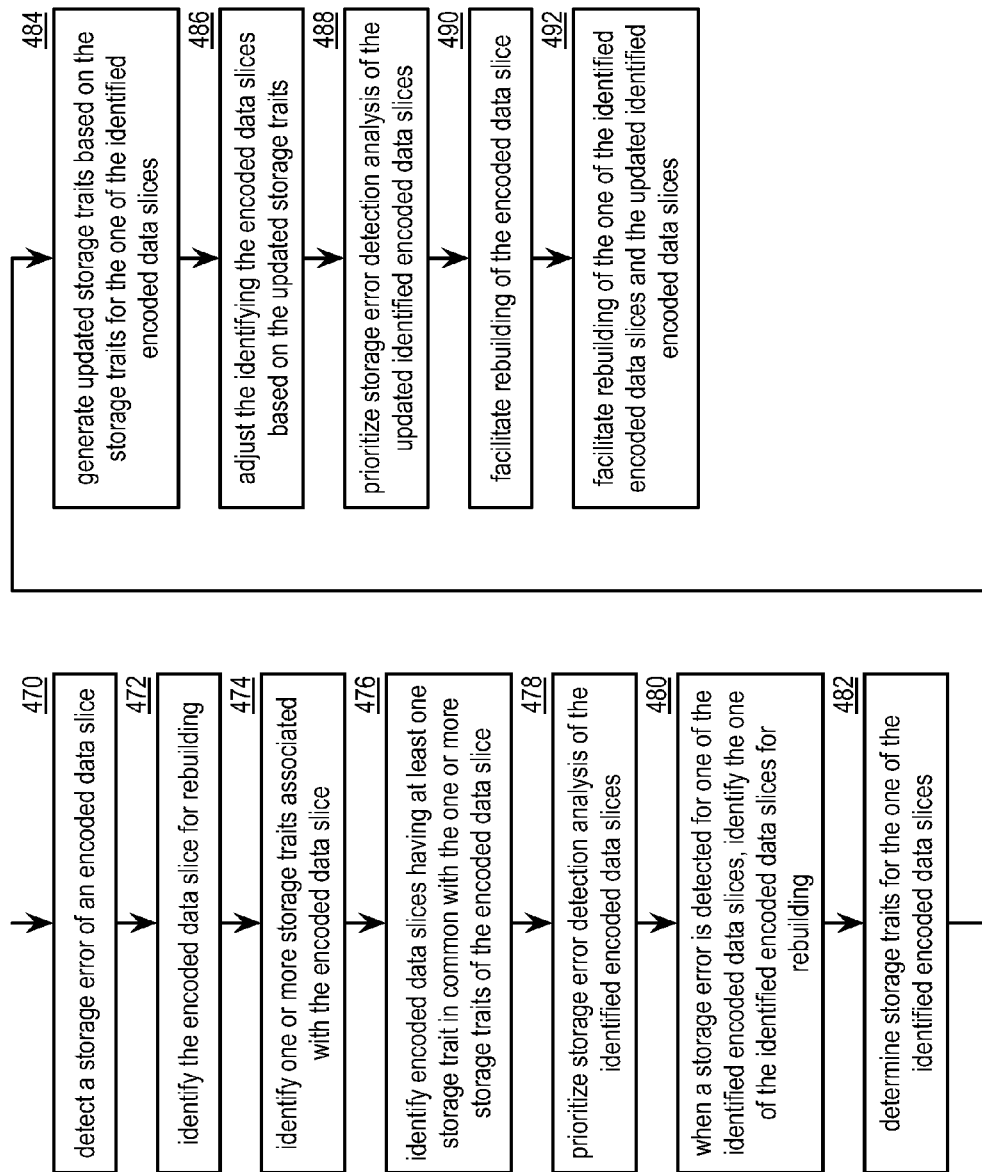 470
detect a storage error of an encoded data slice
472
identify the encoded data slice for rebuilding
474
identify one or more storage traits associated
with the encoded data slice
476
identify encoded data slices having at least one
storage trait in common with the one or more
storage traits of the encoded data slice
478
prioritize storage error detection analysis of the
identified encoded data slices
480
when a storage error is detected for one of the
identified encoded data slices, identify the one
of the identified encoded data slices for
rebuilding
482
determine storage traits for the one of the
identified encoded data slices
484
generate updated storage traits based on the
storage traits for the one of the identified
encoded data slices
486
adjust the identifying the encoded data slices
based on the updated storage traits
488
prioritize storage error detection analysis of the
updated identified encoded data slices
490
facilitate rebuilding of the encoded data slice
492
facilitate rebuilding of the one of the identified
encoded data slices and the updated identified
encoded data slices